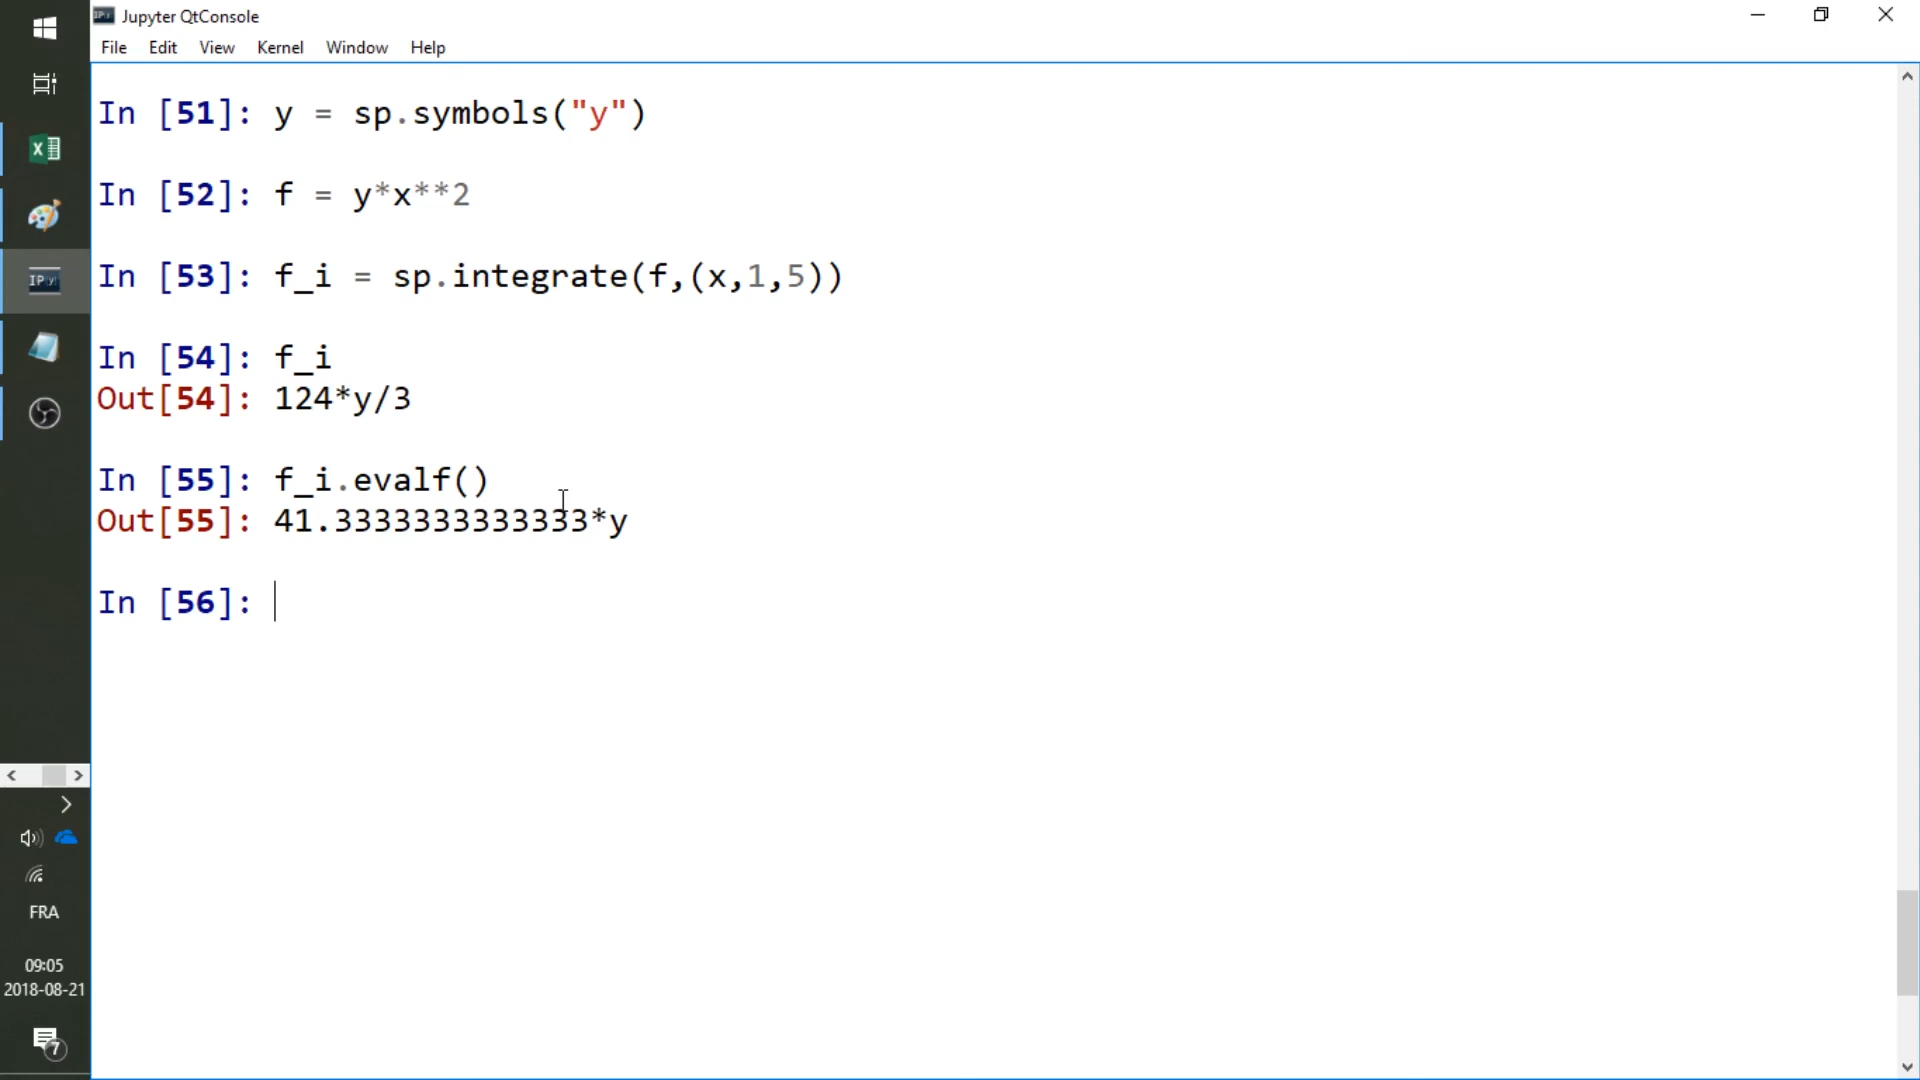 Jupyter QtConsole
File Edit View Kernel Window Help
In [51]: y = sp.symbols("y")
In [52]: f = y*x**2
In [53]: f_i = sp.integrate(f,(x,1,5))
In [54]: f_i
Out[54]: 124*y/3
In [55]: f_i.evalf()
Out[55]: 41.3333333333333*y
In [56]:
FRA
09:05
2018-08-21
7